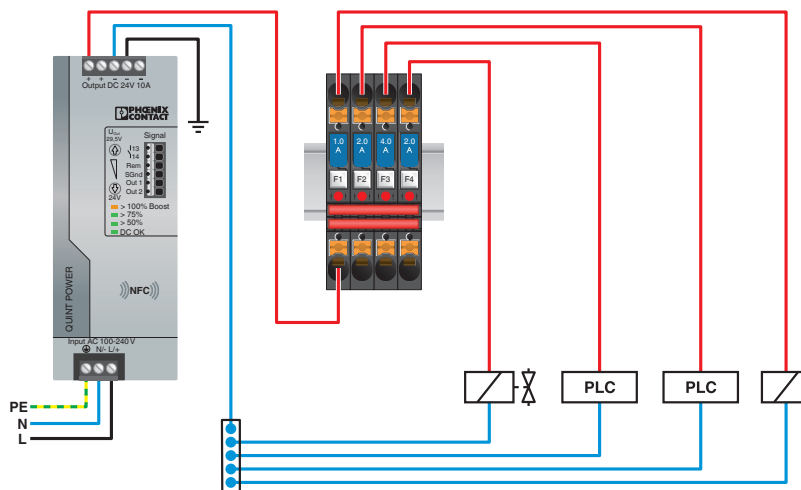 + + − − −
Output DC 24V 10A
PHŒNIX
CONTACT
UOut
29,5V
Signal
13
14
Rem
SGnd
Out 1
Out 2
24V
> 100% Boost
> 75%
> 50%
DC OK
QUINT POWER
NFC
Input AC 100-240 V
N/- L/+
PE
N
L
1.0
A
2.0
A
4.0
A
2.0
A
F1
F2
F3
F4
PLC
PLC